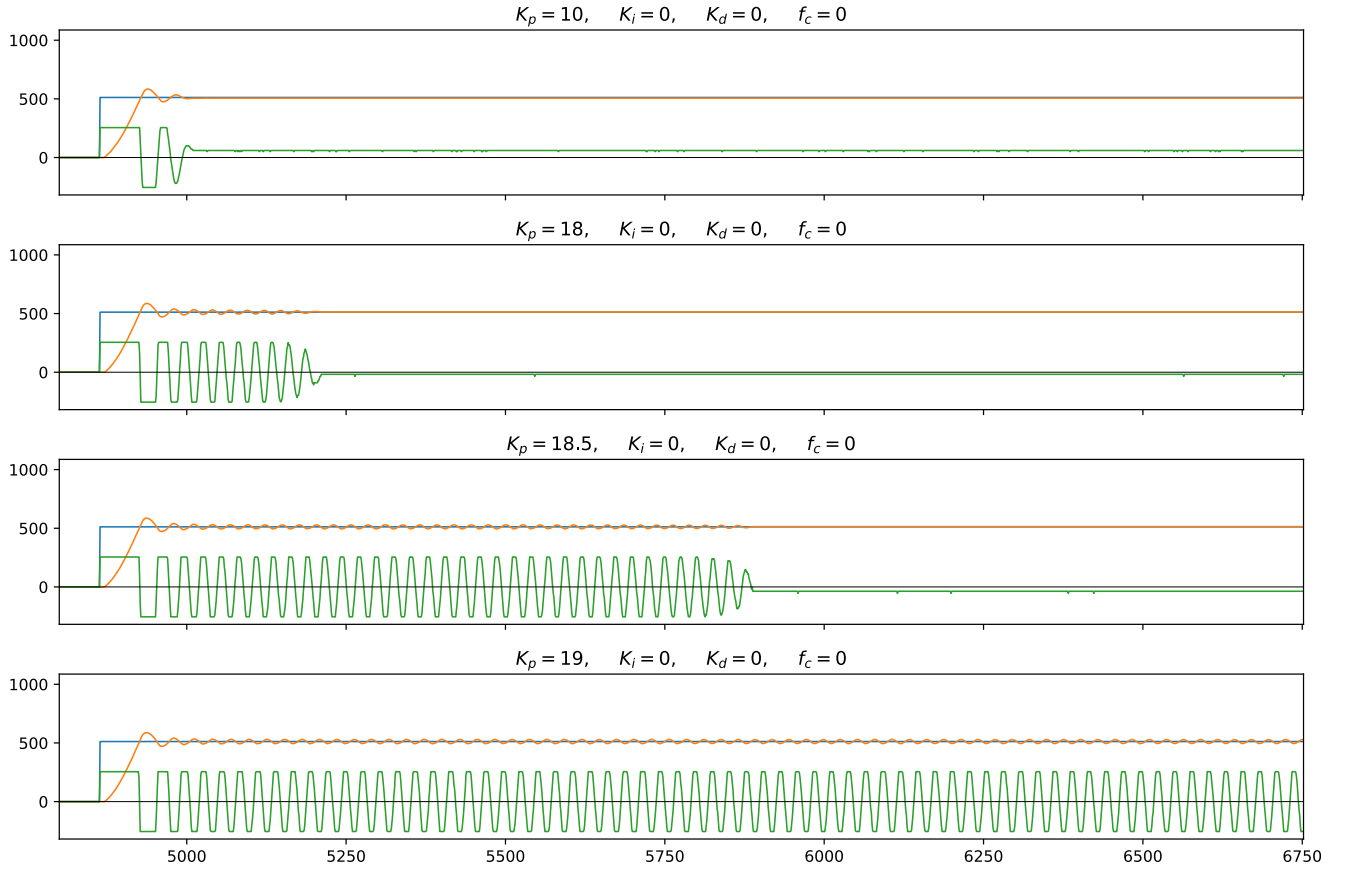 K_p = 10, K_i = 0, K_d = 0, f_c = 0
1000
500
0
K_p = 18, K_i = 0, K_d = 0, f_c = 0
1000
500
0
K_p = 18.5, K_i = 0, K_d = 0, f_c = 0
1000
500
0
K_p = 19, K_i = 0, K_d = 0, f_c = 0
1000
500
0
5000 5250 5500 5750 6000 6250 6500 6750